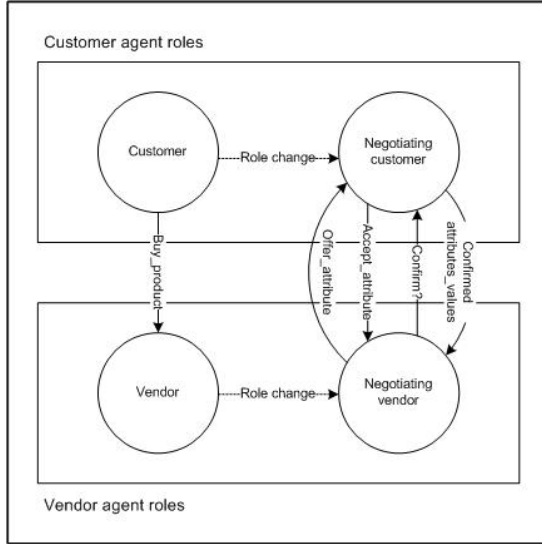 Customer agent roles
Customer
Role change
Negotiating
customer
Buy_product
Offer_attribute
Accept_attribute
Confirm?
Confirmed
attributes_values
Vendor
Role change
Negotiating
vendor
Vendor agent roles